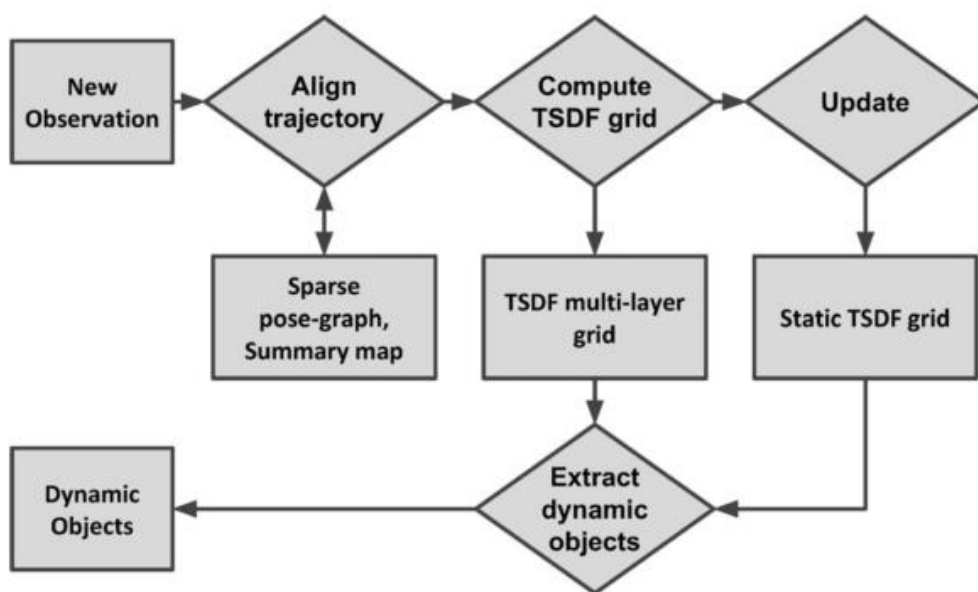 New
Observation
Align
trajectory
Compute
TSDF grid
Update
Sparse
pose-graph,
Summary map
TSDF multi-layer
grid
Static TSDF grid
Dynamic
Objects
Extract
dynamic
objects